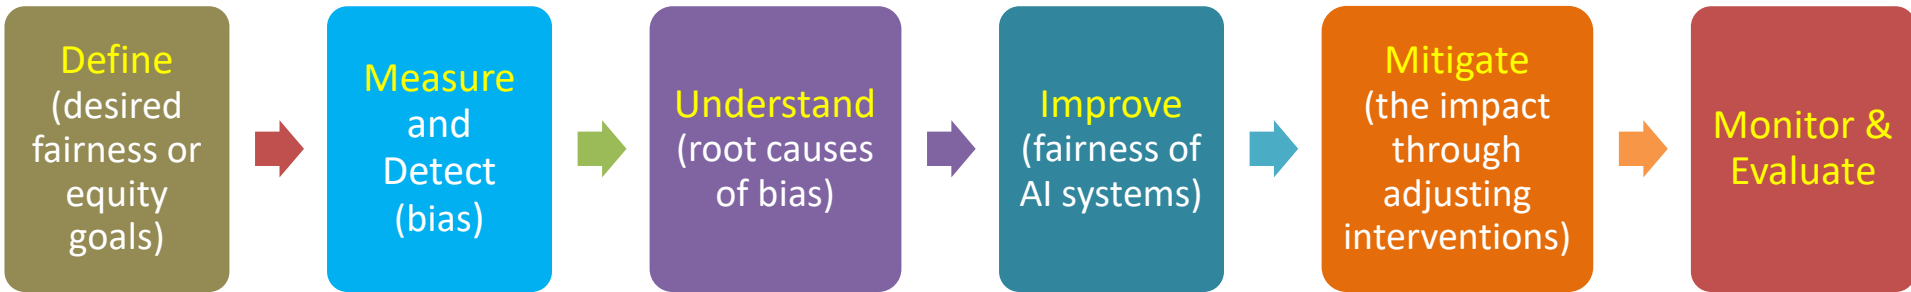 Define
(desired
fairness or
equity
goals)
Measure
and
Detect
(bias)
Understand
(root causes
of bias)
Improve
(fairness of
AI systems)
Mitigate
(the impact
through
adjusting
interventions)
Monitor &
Evaluate